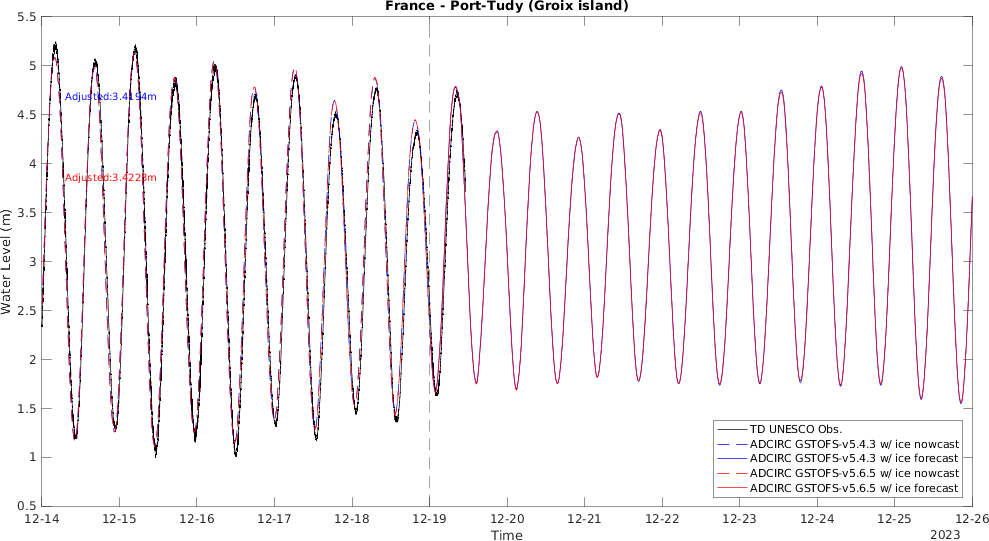 France - Port-Tudy (Groix island)
5.5
5
4.5
4
3.5
3
2.5
2
1.5
1
0.5
Water Level (m)
Adjusted:3.4194m
Adjusted:3.4223m
TD UNESCO Obs.
ADCIRC GSTOFS-v5.4.3 w/ ice nowcast
ADCIRC GSTOFS-v5.4.3 w/ ice forecast
ADCIRC GSTOFS-v5.6.5 w/ ice nowcast
ADCIRC GSTOFS-v5.6.5 w/ ice forecast
12-14 12-15 12-16 12-17 12-18 12-19 12-20 12-21 12-22 12-23 12-24 12-25 12-26
Time
2023